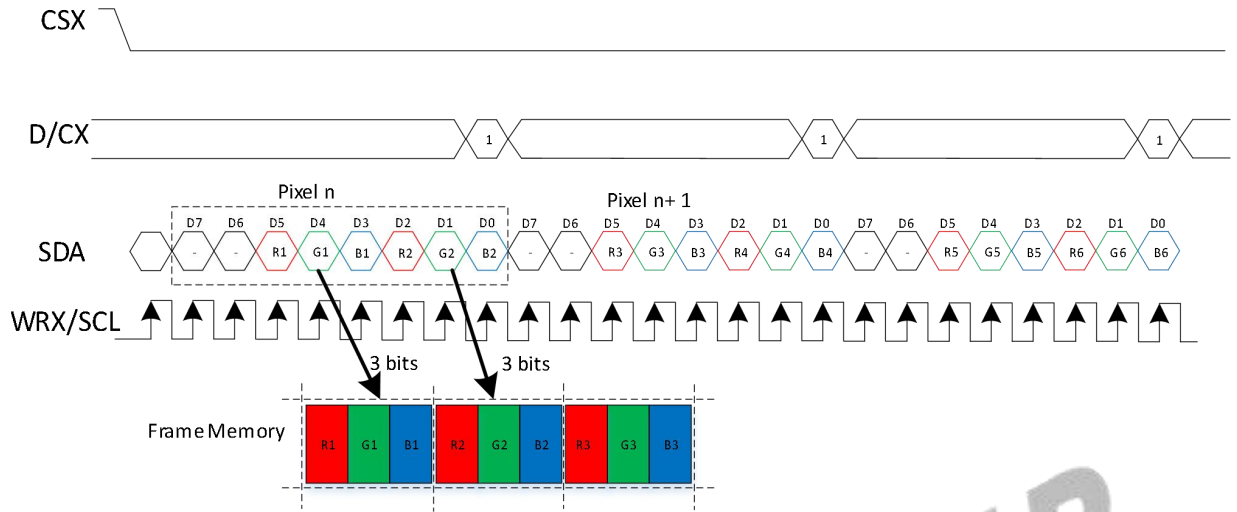 CSX
D/CX 1 1 1
Pixel n Pixel n+ 1
D7 D6 D5 D4 D3 D2 D1 D0 D7 D6 D5 D4 D3 D2 D1 D0 D7 D6 D5 D4 D3 D2 D1 D0
SDA - - R1 G1 B1 R2 G2 B2 - - R3 G3 B3 R4 G4 B4 - - R5 G5 B5 R6 G6 B6
WRX/SCL
3 bits 3 bits
Frame Memory R1 G1 B1 R2 G2 B2 R3 G3 B3